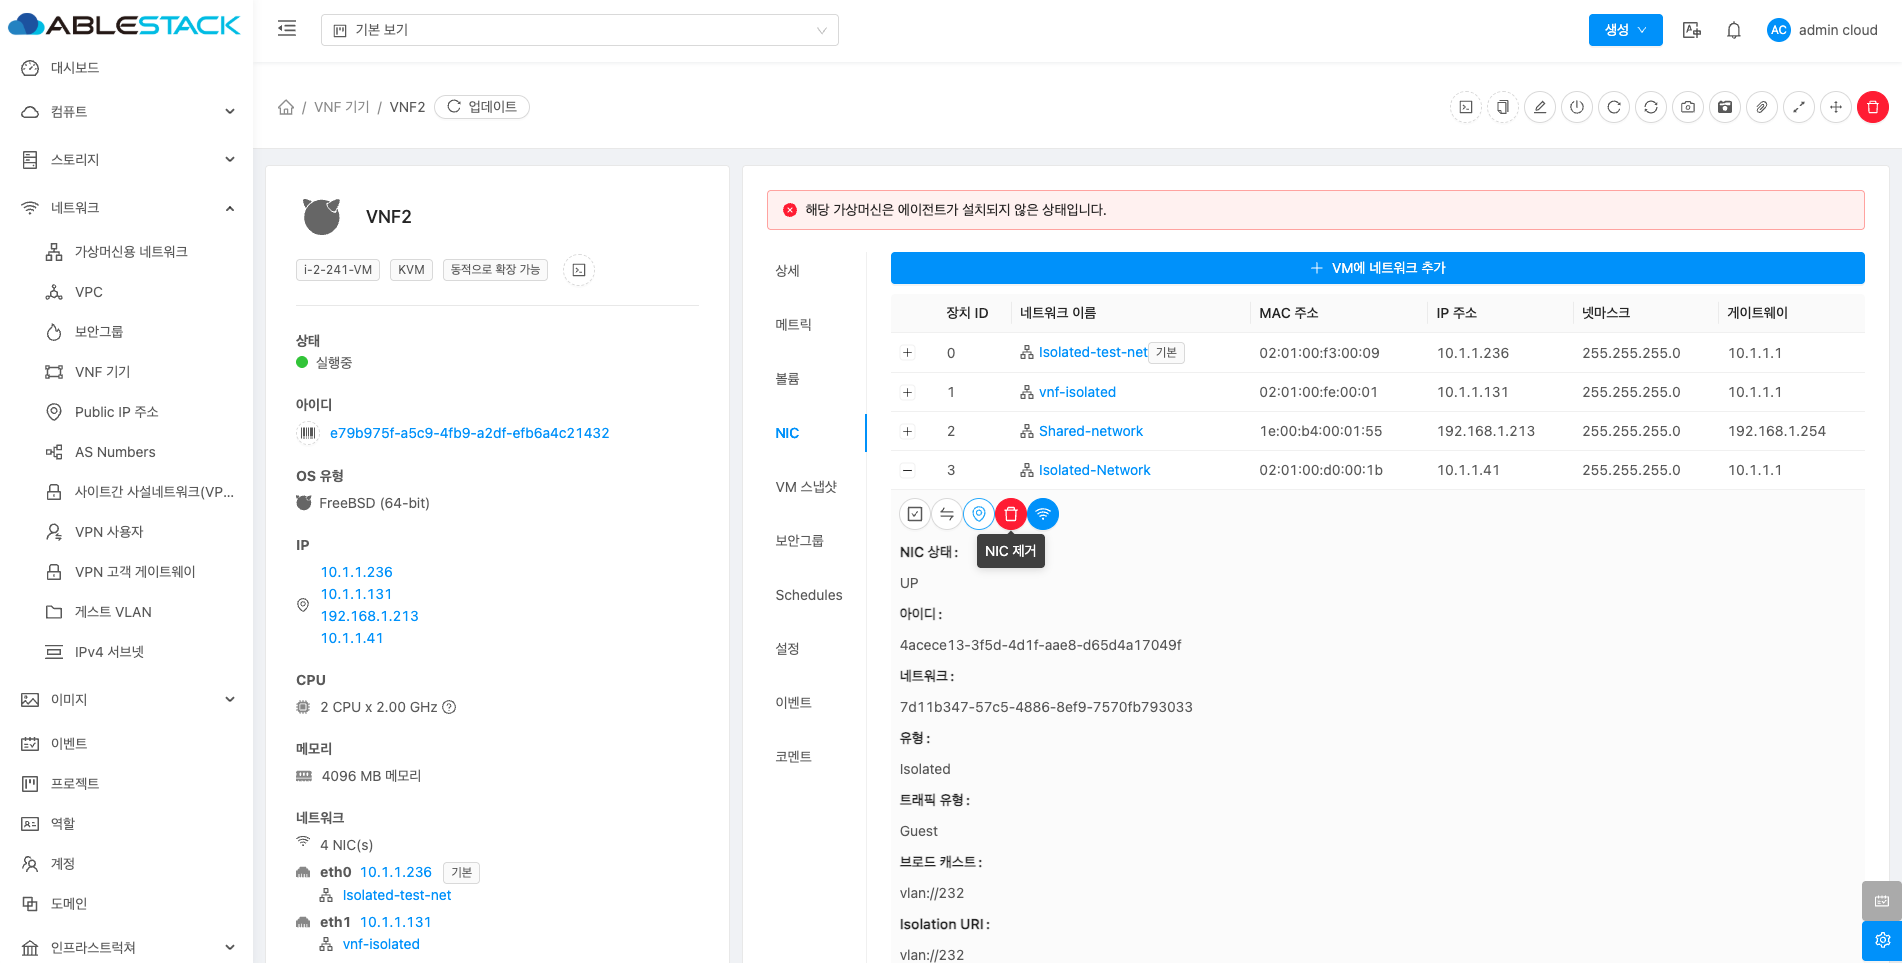 ABLESTACK
기본 보기
생성
AC
admin cloud
대시보드
컴퓨트
스토리지
네트워크
가상머신용 네트워크
VPC
보안그룹
VNF 기기
Public IP 주소
AS Numbers
사이트간 사설네트워크(VP...
VPN 사용자
VPN 고객 게이트웨이
게스트 VLAN
IPv4 서브넷
이미지
이벤트
프로젝트
역할
계정
도메인
인프라스트럭쳐
/ VNF 기기 / VNF2
업데이트
VNF2
i-2-241-VM
KVM
동적으로 확장 가능
상태
실행중
아이디
e79b975f-a5c9-4fb9-a2df-efb6a4c21432
OS 유형
FreeBSD (64-bit)
IP
10.1.1.236
10.1.1.131
192.168.1.213
10.1.1.41
CPU
2 CPU x 2.00 GHz
메모리
4096 MB 메모리
네트워크
4 NIC(s)
eth0 10.1.1.236 기본
Isolated-test-net
eth1 10.1.1.131
vnf-isolated
해당 가상머신은 에이전트가 설치되지 않은 상태입니다.
상세
메트릭
볼륨
NIC
VM 스냅샷
보안그룹
Schedules
설정
이벤트
코멘트
VM에 네트워크 추가
장치 ID 네트워크 이름 MAC 주소 IP 주소 넷마스크 게이트웨이
0 Isolated-test-net 기본 02:01:00:f3:00:09 10.1.1.236 255.255.255.0 10.1.1.1
1 vnf-isolated 02:01:00:fe:00:01 10.1.1.131 255.255.255.0 10.1.1.1
2 Shared-network 1e:00:b4:00:01:55 192.168.1.213 255.255.255.0 192.168.1.254
3 Isolated-Network 02:01:00:d0:00:1b 10.1.1.41 255.255.255.0 10.1.1.1
NIC 제거
NIC 상태 :
UP
아이디 :
4acece13-3f5d-4d1f-aae8-d65d4a17049f
네트워크 :
7d11b347-57c5-4886-8ef9-7570fb793033
유형 :
Isolated
트래픽 유형 :
Guest
브로드 캐스트 :
vlan://232
Isolation URI :
vlan://232